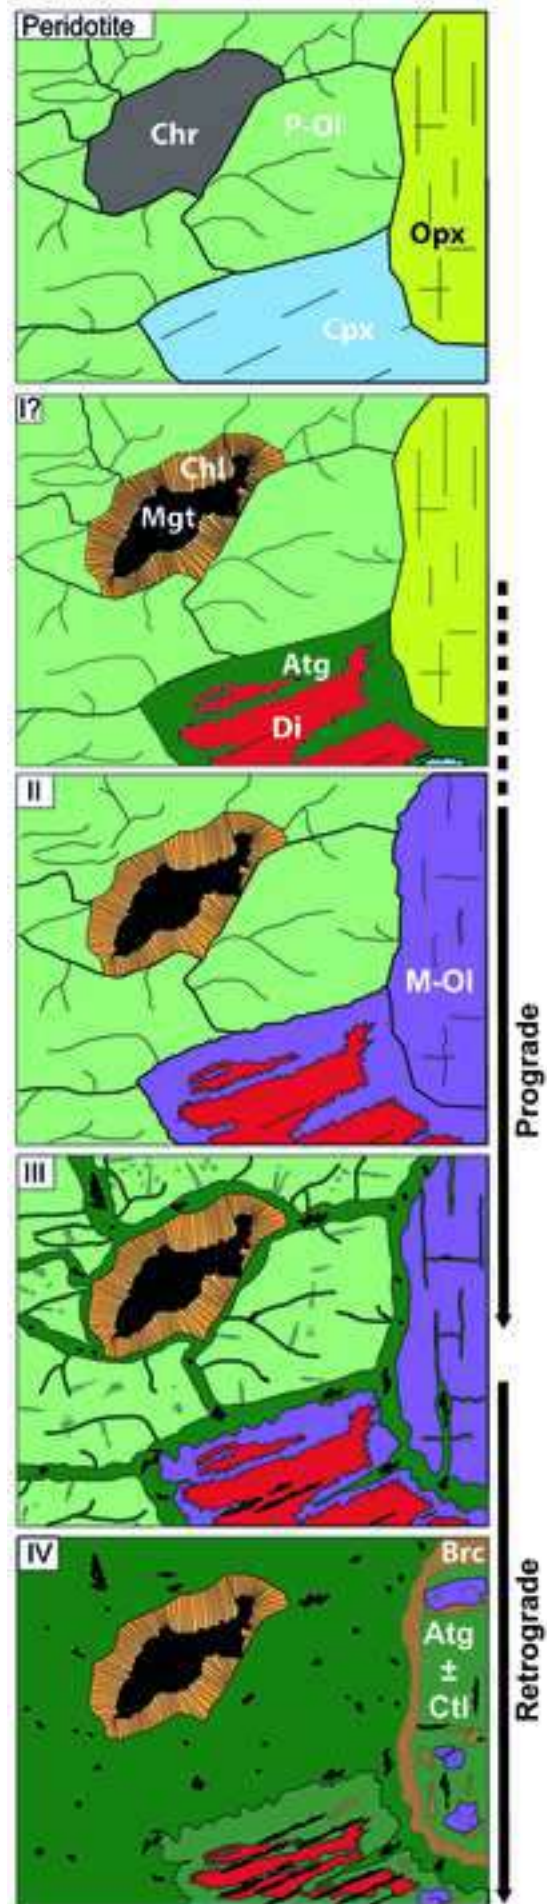 Peridotite
Chr
P-Ol
Opx
Cpx
I?
Chl
Mgt
Atg
Di
II
M-Ol
Prograde
III
IV
Brc
Atg
±
Ctl
Retrograde